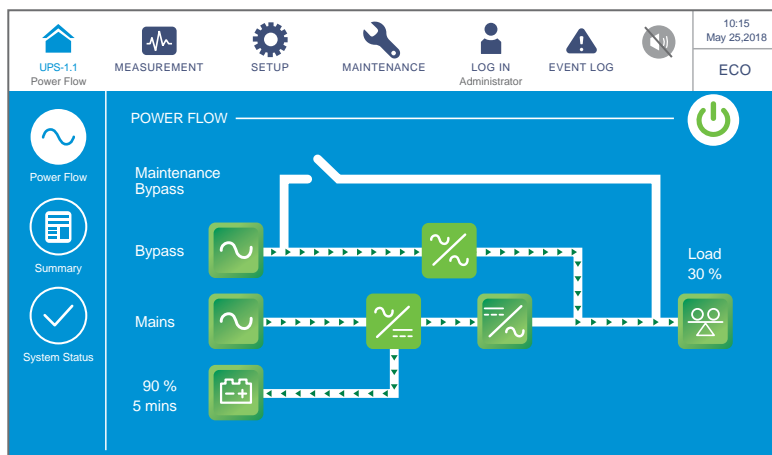 10:15
May 25,2018
ECO
UPS-1.1
Power Flow
MEASUREMENT
SETUP
MAINTENANCE
LOG IN
Administrator
EVENT LOG
POWER FLOW
Power Flow
Summary
System Status
Maintenance
Bypass
Bypass
Mains
90 %
5 mins
Load
30 %